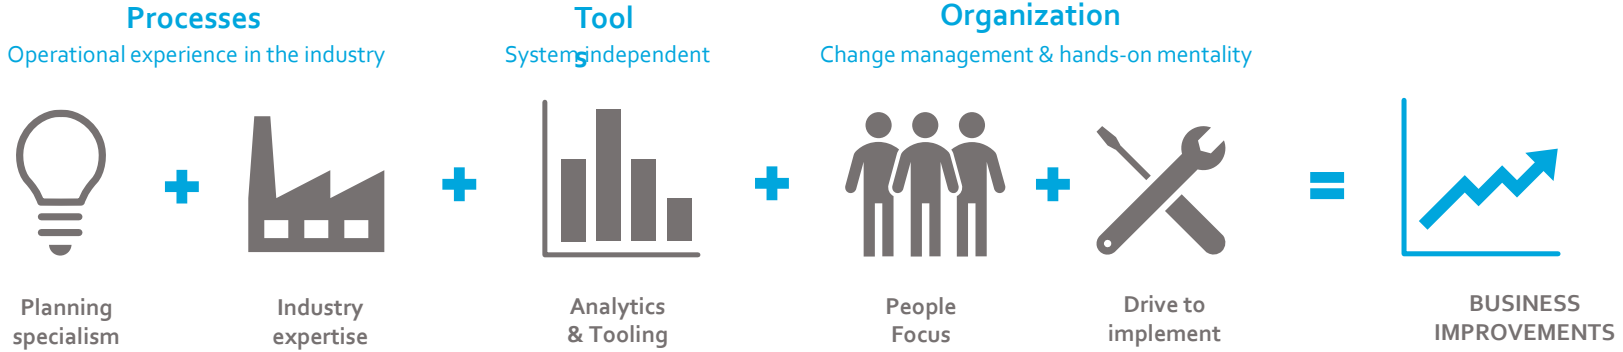 Processes
Operational experience in the industry
Tool
s
System independent
Organization
Change management & hands-on mentality
Planning
specialism
Industry
expertise
Analytics
& Tooling
People
Focus
Drive to
implement
BUSINESS
IMPROVEMENTS